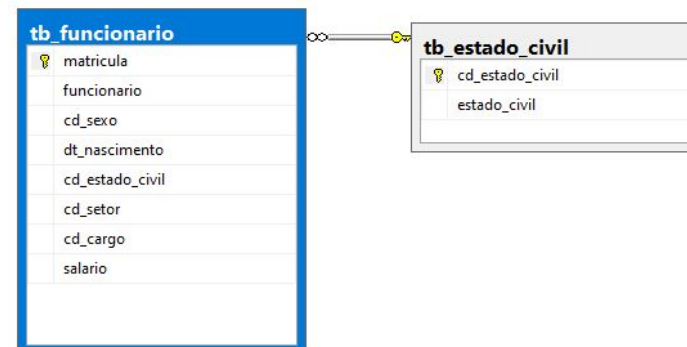 tb_funcionario
matricula
funcionario
cd_sexo
dt_nascimento
cd_estado_civil
cd_setor
cd_cargo
salario
tb_estado_civil
cd_estado_civil
estado_civil